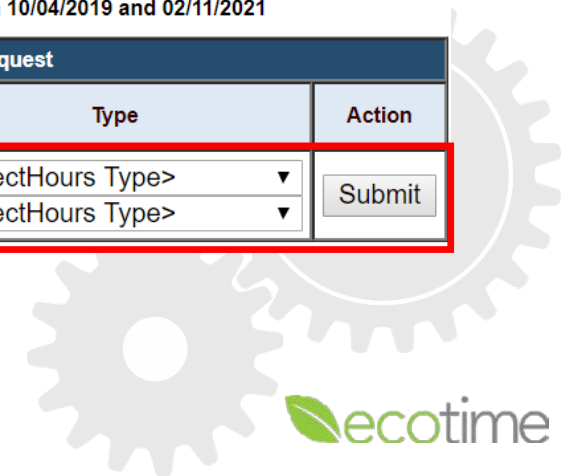 10/04/2019 and 02/11/2021
quest
Type
Action
ectHours Type>
ectHours Type>
Submit
ecotime